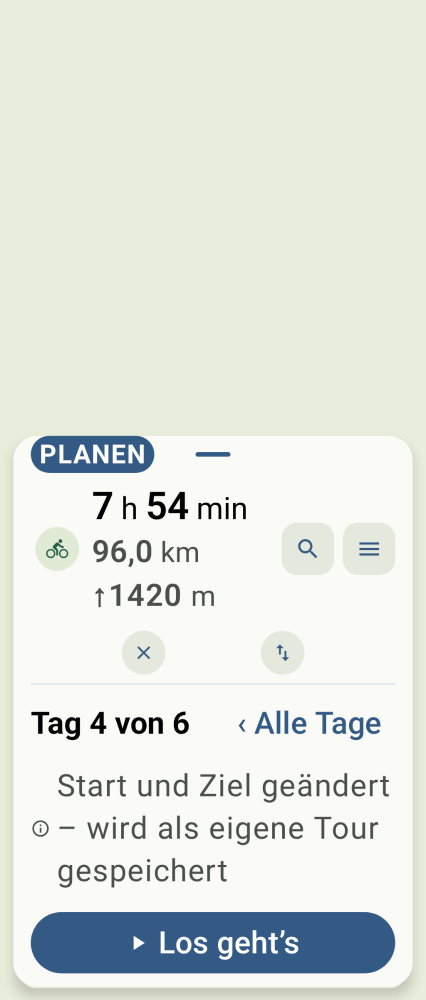 PLANEN
7 h 54 min
96,0 km
↑1420 m
Tag 4 von 6
‹ Alle Tage
Start und Ziel geändert
– wird als eigene Tour
gespeichert
Los geht’s